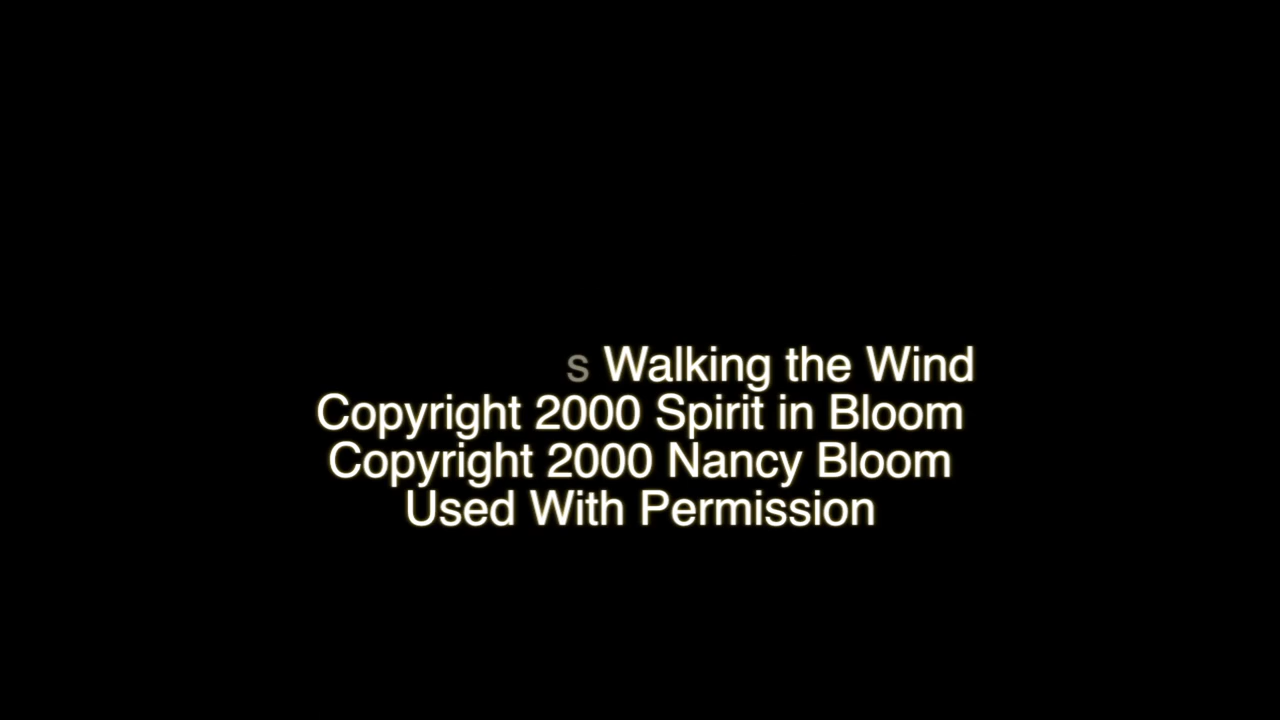 s Walking the Wind
Copyright 2000 Spirit in Bloom
Copyright 2000 Nancy Bloom
Used With Permission